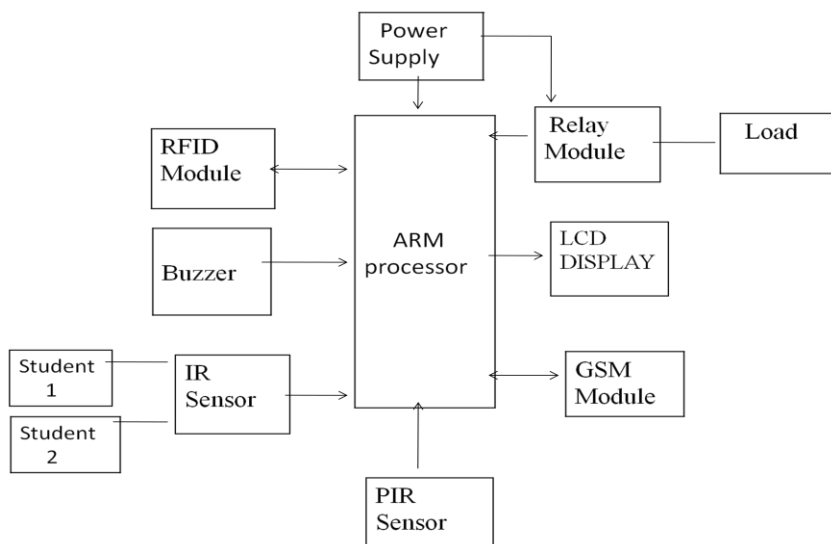 Power
Supply
RFID
Module
Relay
Module
Load
ARM
processor
LCD
DISPLAY
Buzzer
Student
1
IR
Sensor
GSM
Module
Student
2
PIR
Sensor